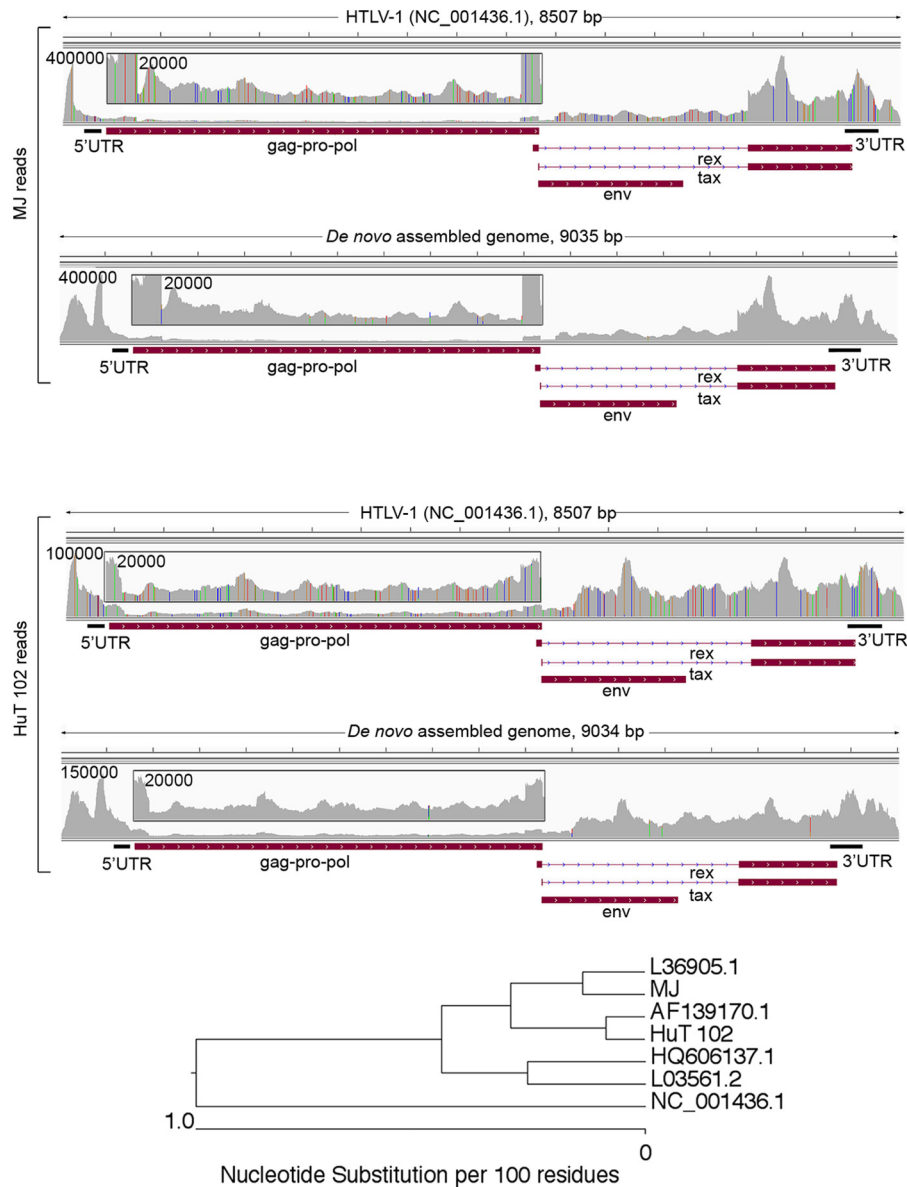 HTLV-1 (NC_001436.1), 8507 bp
400000
20000
5'UTR
gag-pro-pol
rex
tax
env
3'UTR
MJ reads
De novo assembled genome, 9035 bp
400000
20000
5'UTR
gag-pro-pol
rex
tax
env
3'UTR
HTLV-1 (NC_001436.1), 8507 bp
100000
20000
5'UTR
gag-pro-pol
rex
tax
env
3'UTR
HuT 102 reads
De novo assembled genome, 9034 bp
150000
20000
5'UTR
gag-pro-pol
rex
tax
env
3'UTR
L36905.1
MJ
AF139170.1
HuT 102
HQ606137.1
L03561.2
NC_001436.1
1.0
0
Nucleotide Substitution per 100 residues